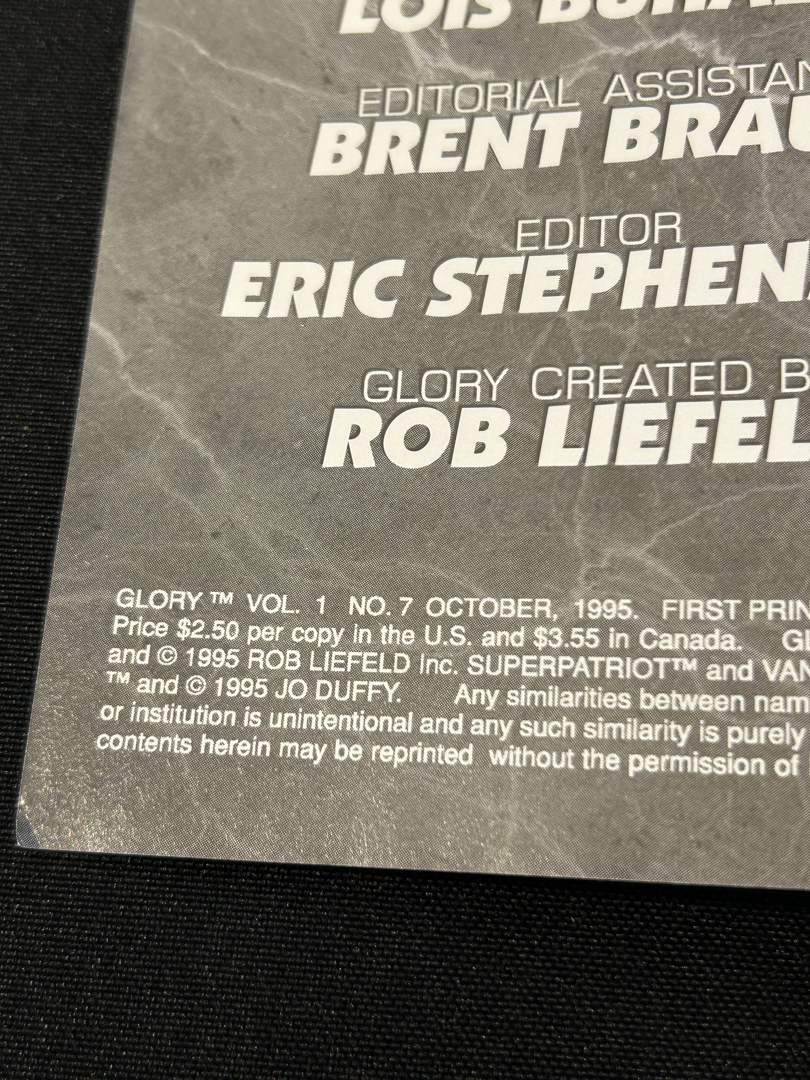 LOIS
EDITORIAL ASSISTAN
BRENT BRAU
EDITOR
ERIC STEPHEN
GLORY CREATED B
ROB LIEFEL
GLORY™ VOL. 1 NO. 7 OCTOBER, 1995. FIRST PRIN
Price $2.50 per copy in the U.S. and $3.55 in Canada. GL
and © 1995 ROB LIEFELD Inc. SUPERPATRIOT™ and VAN
™ and © 1995 JO DUFFY. Any similarities between nam
or institution is unintentional and any such similarity is purely
contents herein may be reprinted without the permission of